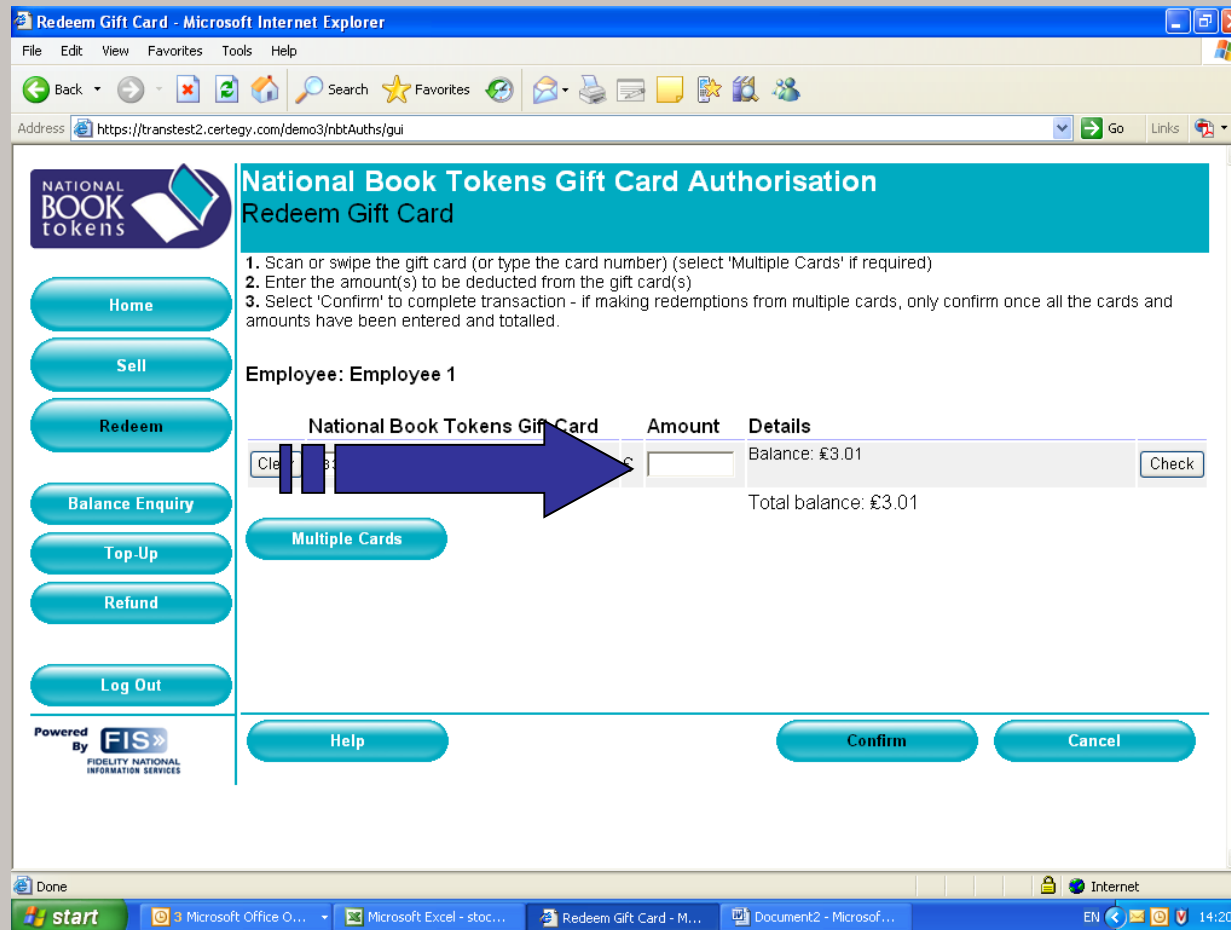 Redeem Gift Card - Microsoft Internet Explorer
File Edit View Favorites Tools Help
Back Search Favorites
Address https://transtest2.certegy.com/demo3/nbtAuths/gui Go Links
NATIONAL
BOOK
tokens
National Book Tokens Gift Card Authorisation
Redeem Gift Card
1. Scan or swipe the gift card (or type the card number) (select 'Multiple Cards' if required)
2. Enter the amount(s) to be deducted from the gift card(s)
3. Select 'Confirm' to complete transaction - if making redemptions from multiple cards, only confirm once all the cards and
amounts have been entered and totalled.
Home
Sell
Redeem
Balance Enquiry
Top-Up
Refund
Log Out
Employee: Employee 1
National Book Tokens Gift Card Amount Details
Balance: £3.01 Check
Total balance: £3.01
Multiple Cards
Powered
By FIS
FIDELITY NATIONAL
INFORMATION SERVICES
Help Confirm Cancel
Done Internet
start 3 Microsoft Office O... Microsoft Excel - stoc... Redeem Gift Card - M... Document2 - Microsof... EN